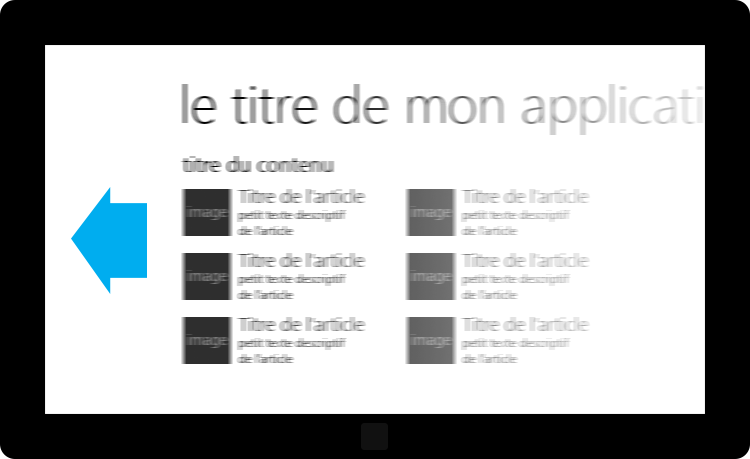 le titre de mon applicati
titre du contenu
image
Titre de l'article
petit texte descriptif
de l'article
image
Titre de l'article
petit texte descriptif
de l'article
image
Titre de l'article
petit texte descriptif
de l'article
image
Titre de l'article
petit texte descriptif
de l'article
image
Titre de l'article
petit texte descriptif
de l'article
image
Titre de l'article
petit texte descriptif
de l'article